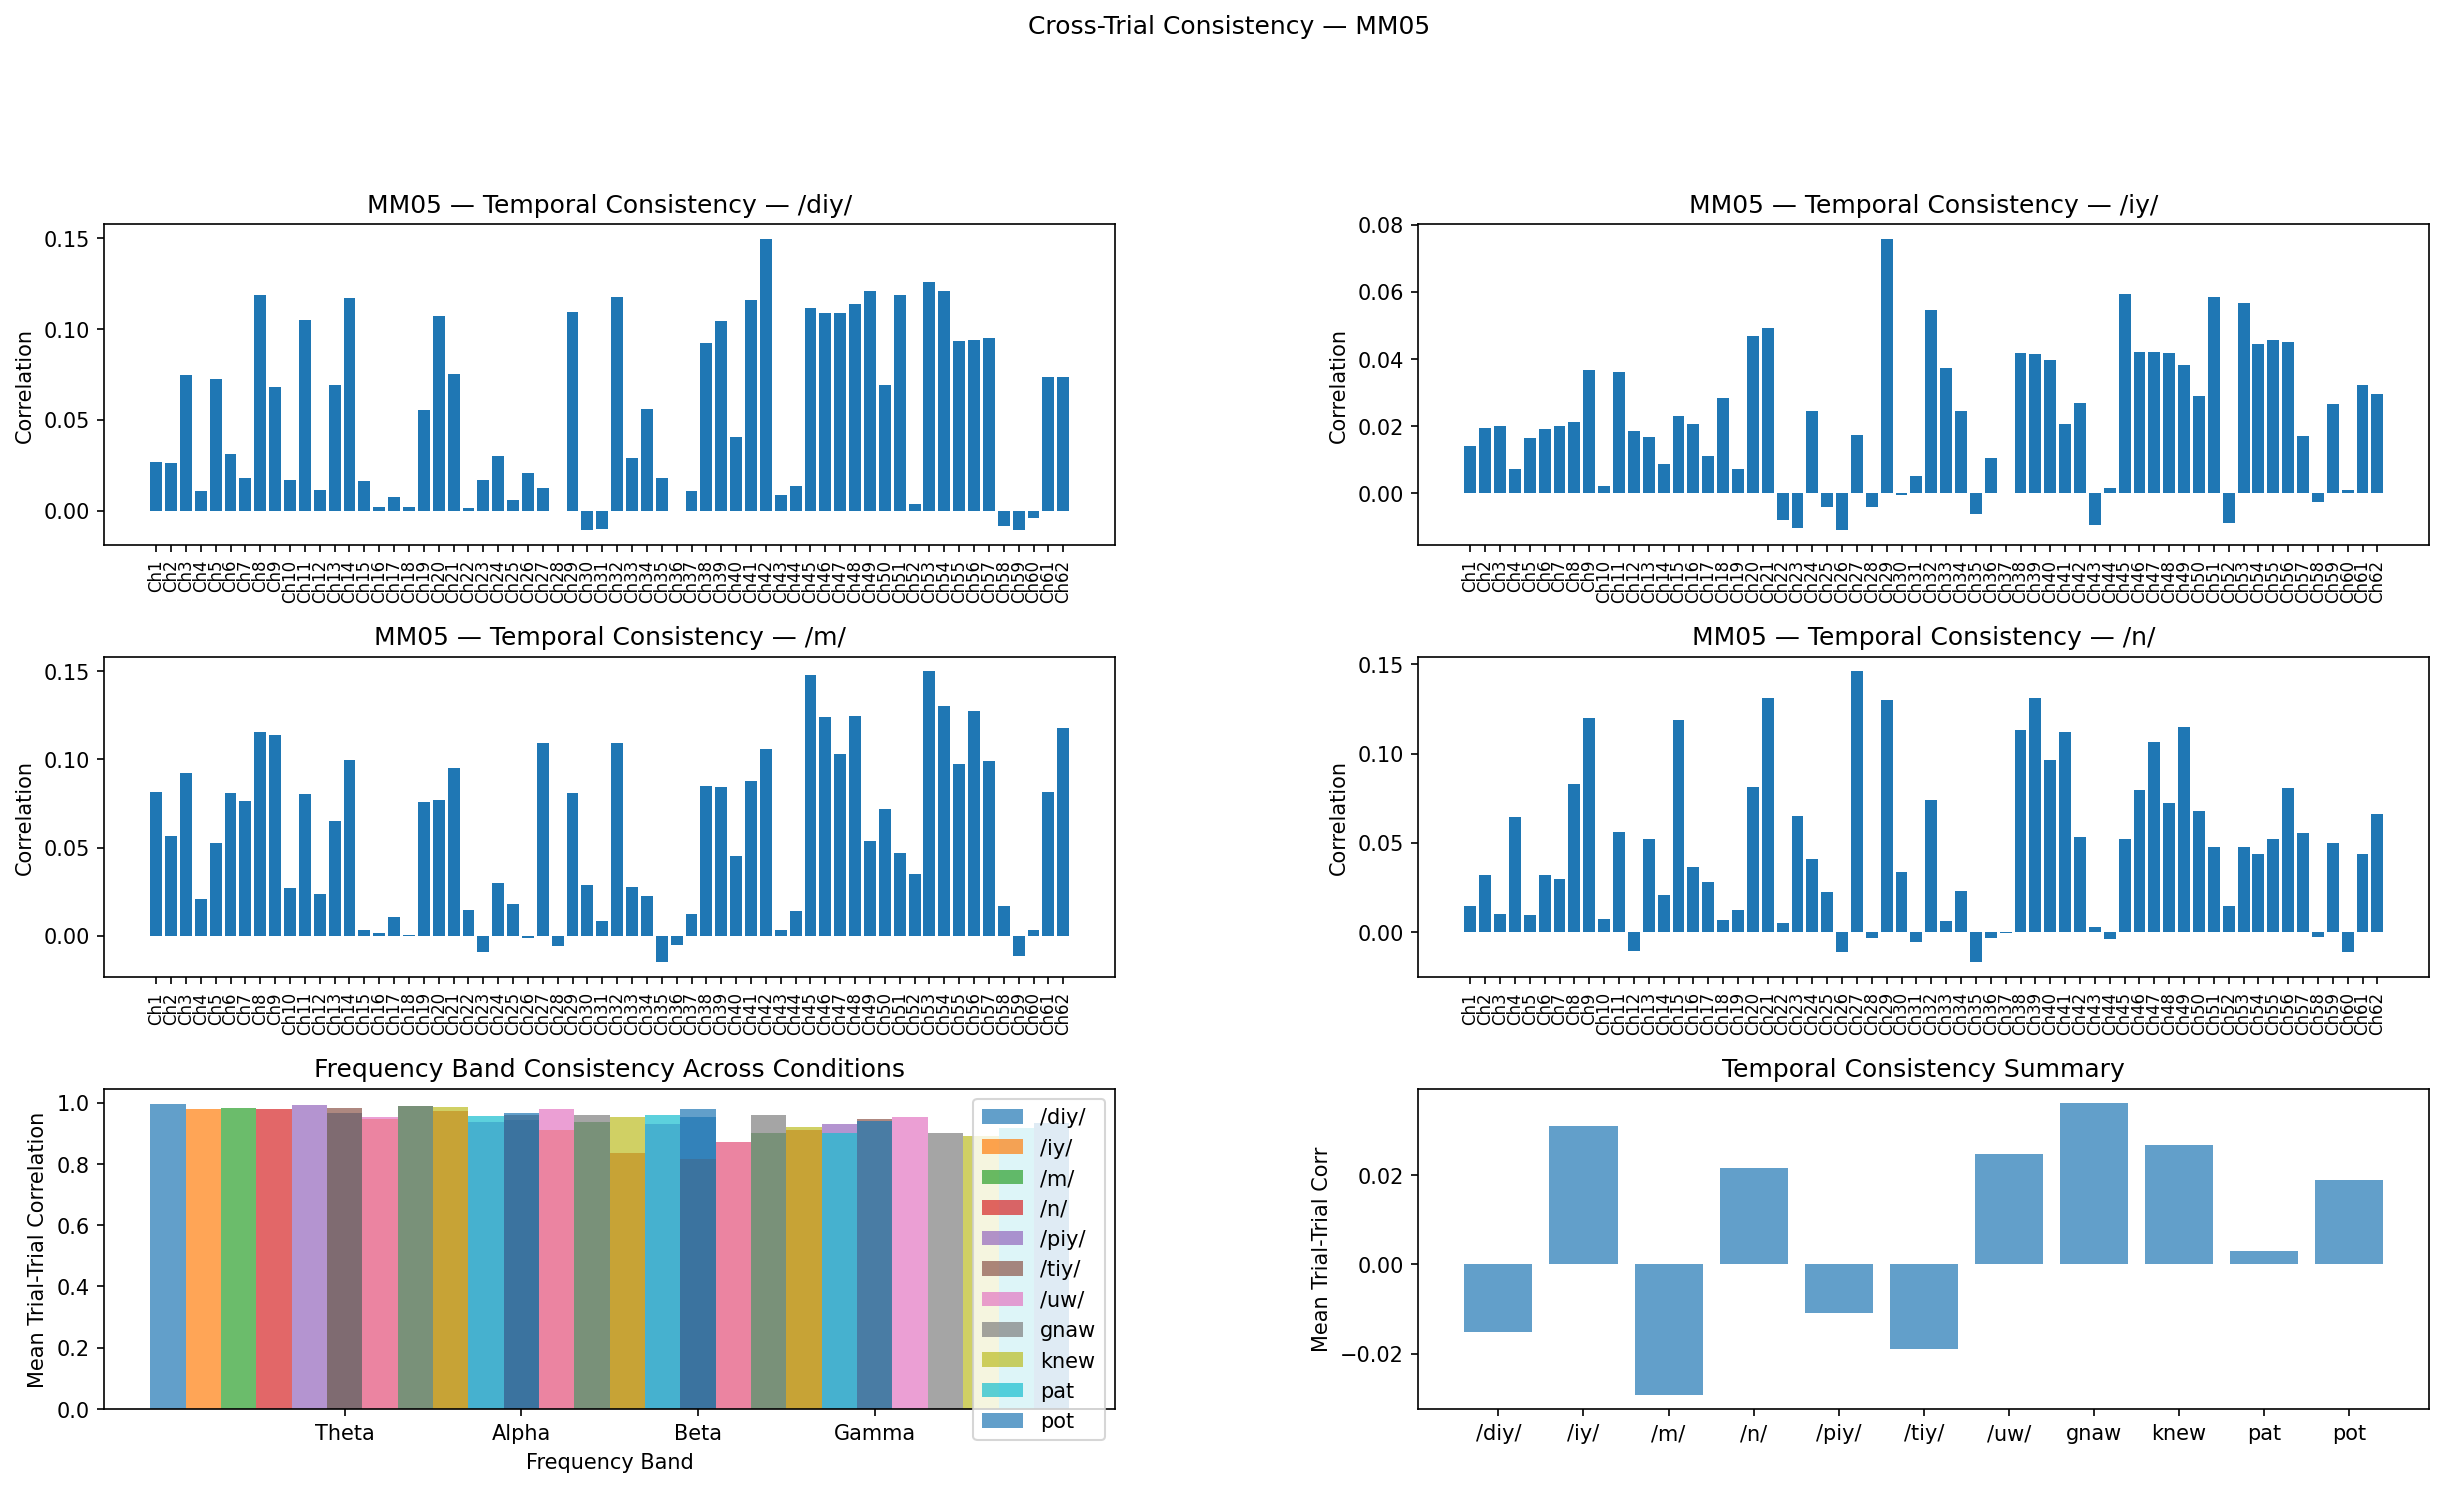 Cross-Trial Consistency — MM05
MM05 — Temporal Consistency — /diy/
Correlation
0.15
0.10
0.05
0.00
Ch1 Ch2 Ch3 Ch4 Ch5 Ch6 Ch7 Ch8 Ch9 Ch10 Ch11 Ch12 Ch13 Ch14 Ch15 Ch16 Ch17 Ch18 Ch19 Ch20 Ch21 Ch22 Ch23 Ch24 Ch25 Ch26 Ch27 Ch28 Ch29 Ch30 Ch31 Ch32 Ch33 Ch34 Ch35 Ch36 Ch37 Ch38 Ch39 Ch40 Ch41 Ch42 Ch43 Ch44 Ch45 Ch46 Ch47 Ch48 Ch49 Ch50 Ch51 Ch52 Ch53 Ch54 Ch55 Ch56 Ch57 Ch58 Ch59 Ch60 Ch61 Ch62
MM05 — Temporal Consistency — /iy/
Correlation
0.08
0.06
0.04
0.02
0.00
Ch1 Ch2 Ch3 Ch4 Ch5 Ch6 Ch7 Ch8 Ch9 Ch10 Ch11 Ch12 Ch13 Ch14 Ch15 Ch16 Ch17 Ch18 Ch19 Ch20 Ch21 Ch22 Ch23 Ch24 Ch25 Ch26 Ch27 Ch28 Ch29 Ch30 Ch31 Ch32 Ch33 Ch34 Ch35 Ch36 Ch37 Ch38 Ch39 Ch40 Ch41 Ch42 Ch43 Ch44 Ch45 Ch46 Ch47 Ch48 Ch49 Ch50 Ch51 Ch52 Ch53 Ch54 Ch55 Ch56 Ch57 Ch58 Ch59 Ch60 Ch61 Ch62
MM05 — Temporal Consistency — /m/
Correlation
0.15
0.10
0.05
0.00
Ch1 Ch2 Ch3 Ch4 Ch5 Ch6 Ch7 Ch8 Ch9 Ch10 Ch11 Ch12 Ch13 Ch14 Ch15 Ch16 Ch17 Ch18 Ch19 Ch20 Ch21 Ch22 Ch23 Ch24 Ch25 Ch26 Ch27 Ch28 Ch29 Ch30 Ch31 Ch32 Ch33 Ch34 Ch35 Ch36 Ch37 Ch38 Ch39 Ch40 Ch41 Ch42 Ch43 Ch44 Ch45 Ch46 Ch47 Ch48 Ch49 Ch50 Ch51 Ch52 Ch53 Ch54 Ch55 Ch56 Ch57 Ch58 Ch59 Ch60 Ch61 Ch62
MM05 — Temporal Consistency — /n/
Correlation
0.15
0.10
0.05
0.00
Ch1 Ch2 Ch3 Ch4 Ch5 Ch6 Ch7 Ch8 Ch9 Ch10 Ch11 Ch12 Ch13 Ch14 Ch15 Ch16 Ch17 Ch18 Ch19 Ch20 Ch21 Ch22 Ch23 Ch24 Ch25 Ch26 Ch27 Ch28 Ch29 Ch30 Ch31 Ch32 Ch33 Ch34 Ch35 Ch36 Ch37 Ch38 Ch39 Ch40 Ch41 Ch42 Ch43 Ch44 Ch45 Ch46 Ch47 Ch48 Ch49 Ch50 Ch51 Ch52 Ch53 Ch54 Ch55 Ch56 Ch57 Ch58 Ch59 Ch60 Ch61 Ch62
Frequency Band Consistency Across Conditions
Mean Trial-Trial Correlation
1.0
0.8
0.6
0.4
0.2
0.0
Theta Alpha Beta Gamma
Frequency Band
/diy/
/iy/
/m/
/n/
/piy/
/tiy/
/uw/
gnaw
knew
pat
pot
Temporal Consistency Summary
Mean Trial-Trial Corr
0.02
0.00
−0.02
/diy/ /iy/ /m/ /n/ /piy/ /tiy/ /uw/ gnaw knew pat pot